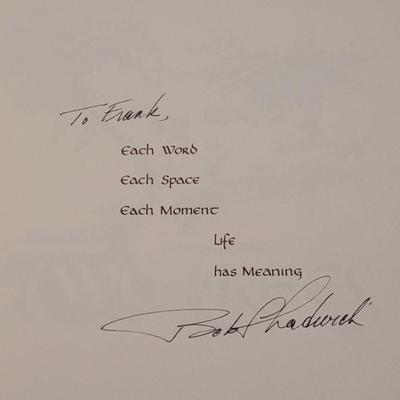 To Frank,
Each Word
Each Space
Each Moment
Life
has Meaning
Bob Chadwick